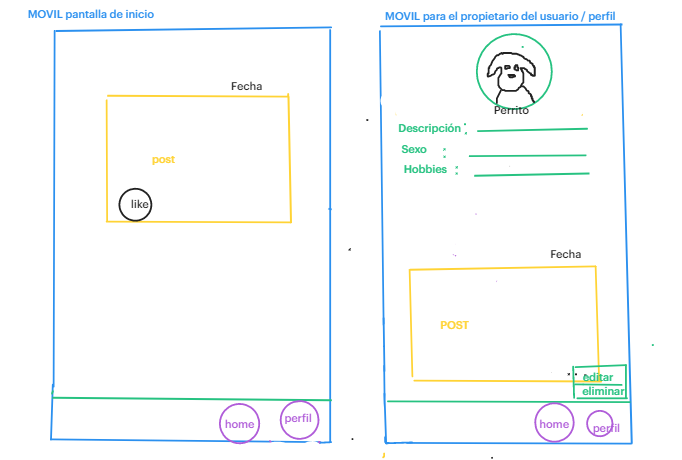 MOVIL pantalla de inicio
Fecha
post
like
home
perfil
MOVIL para el propietario del usuario / perfil
Perrito
Descripción :
Sexo :
Hobbies :
Fecha
POST
editar
eliminar
home
perfil